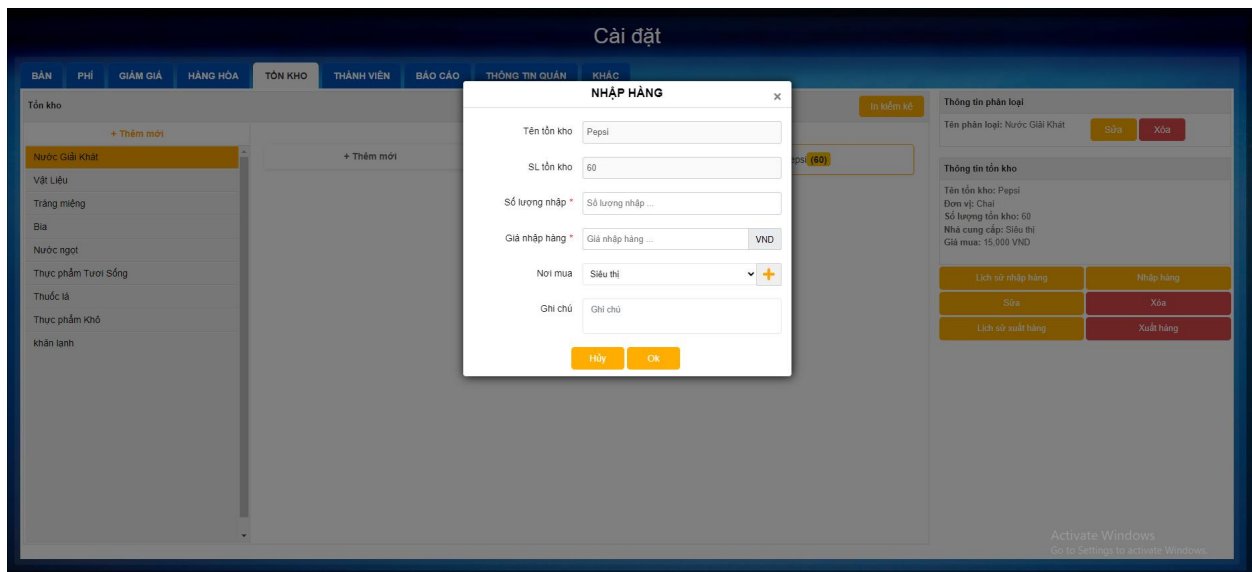 Cài đặt
BÀN PHÍ GIẢM GIÁ HÀNG HÓA TỒN KHO THÀNH VIÊN BÁO CÁO THÔNG TIN QUÁN KHÁC
Tồn kho
In kiểm kê
+ Thêm mới
Nước Giải Khát
Vật Liệu
Tráng miệng
Bia
Nước ngọt
Thực phẩm Tươi Sống
Thuốc lá
Thực phẩm Khô
khăn lạnh
+ Thêm mới
(60)
NHẬP HÀNG ×
Tên tồn kho Pepsi
SL tồn kho 60
Số lượng nhập * Số lượng nhập ...
Giá nhập hàng * Giá nhập hàng ... VND
Nơi mua Siêu thị +
Ghi chú Ghi chú
Hủy Ok
Thông tin phân loại
Tên phân loại: Nước Giải Khát Sửa Xóa
Thông tin tồn kho
Tên tồn kho: Pepsi
Đơn vị: Chai
Số lượng tồn kho: 60
Nhà cung cấp: Siêu thị
Giá mua: 15,000 VND
Lịch sử nhập hàng Nhập hàng
Sửa Xóa
Lịch sử xuất hàng Xuất hàng
Activate Windows
Go to Settings to activate Windows.